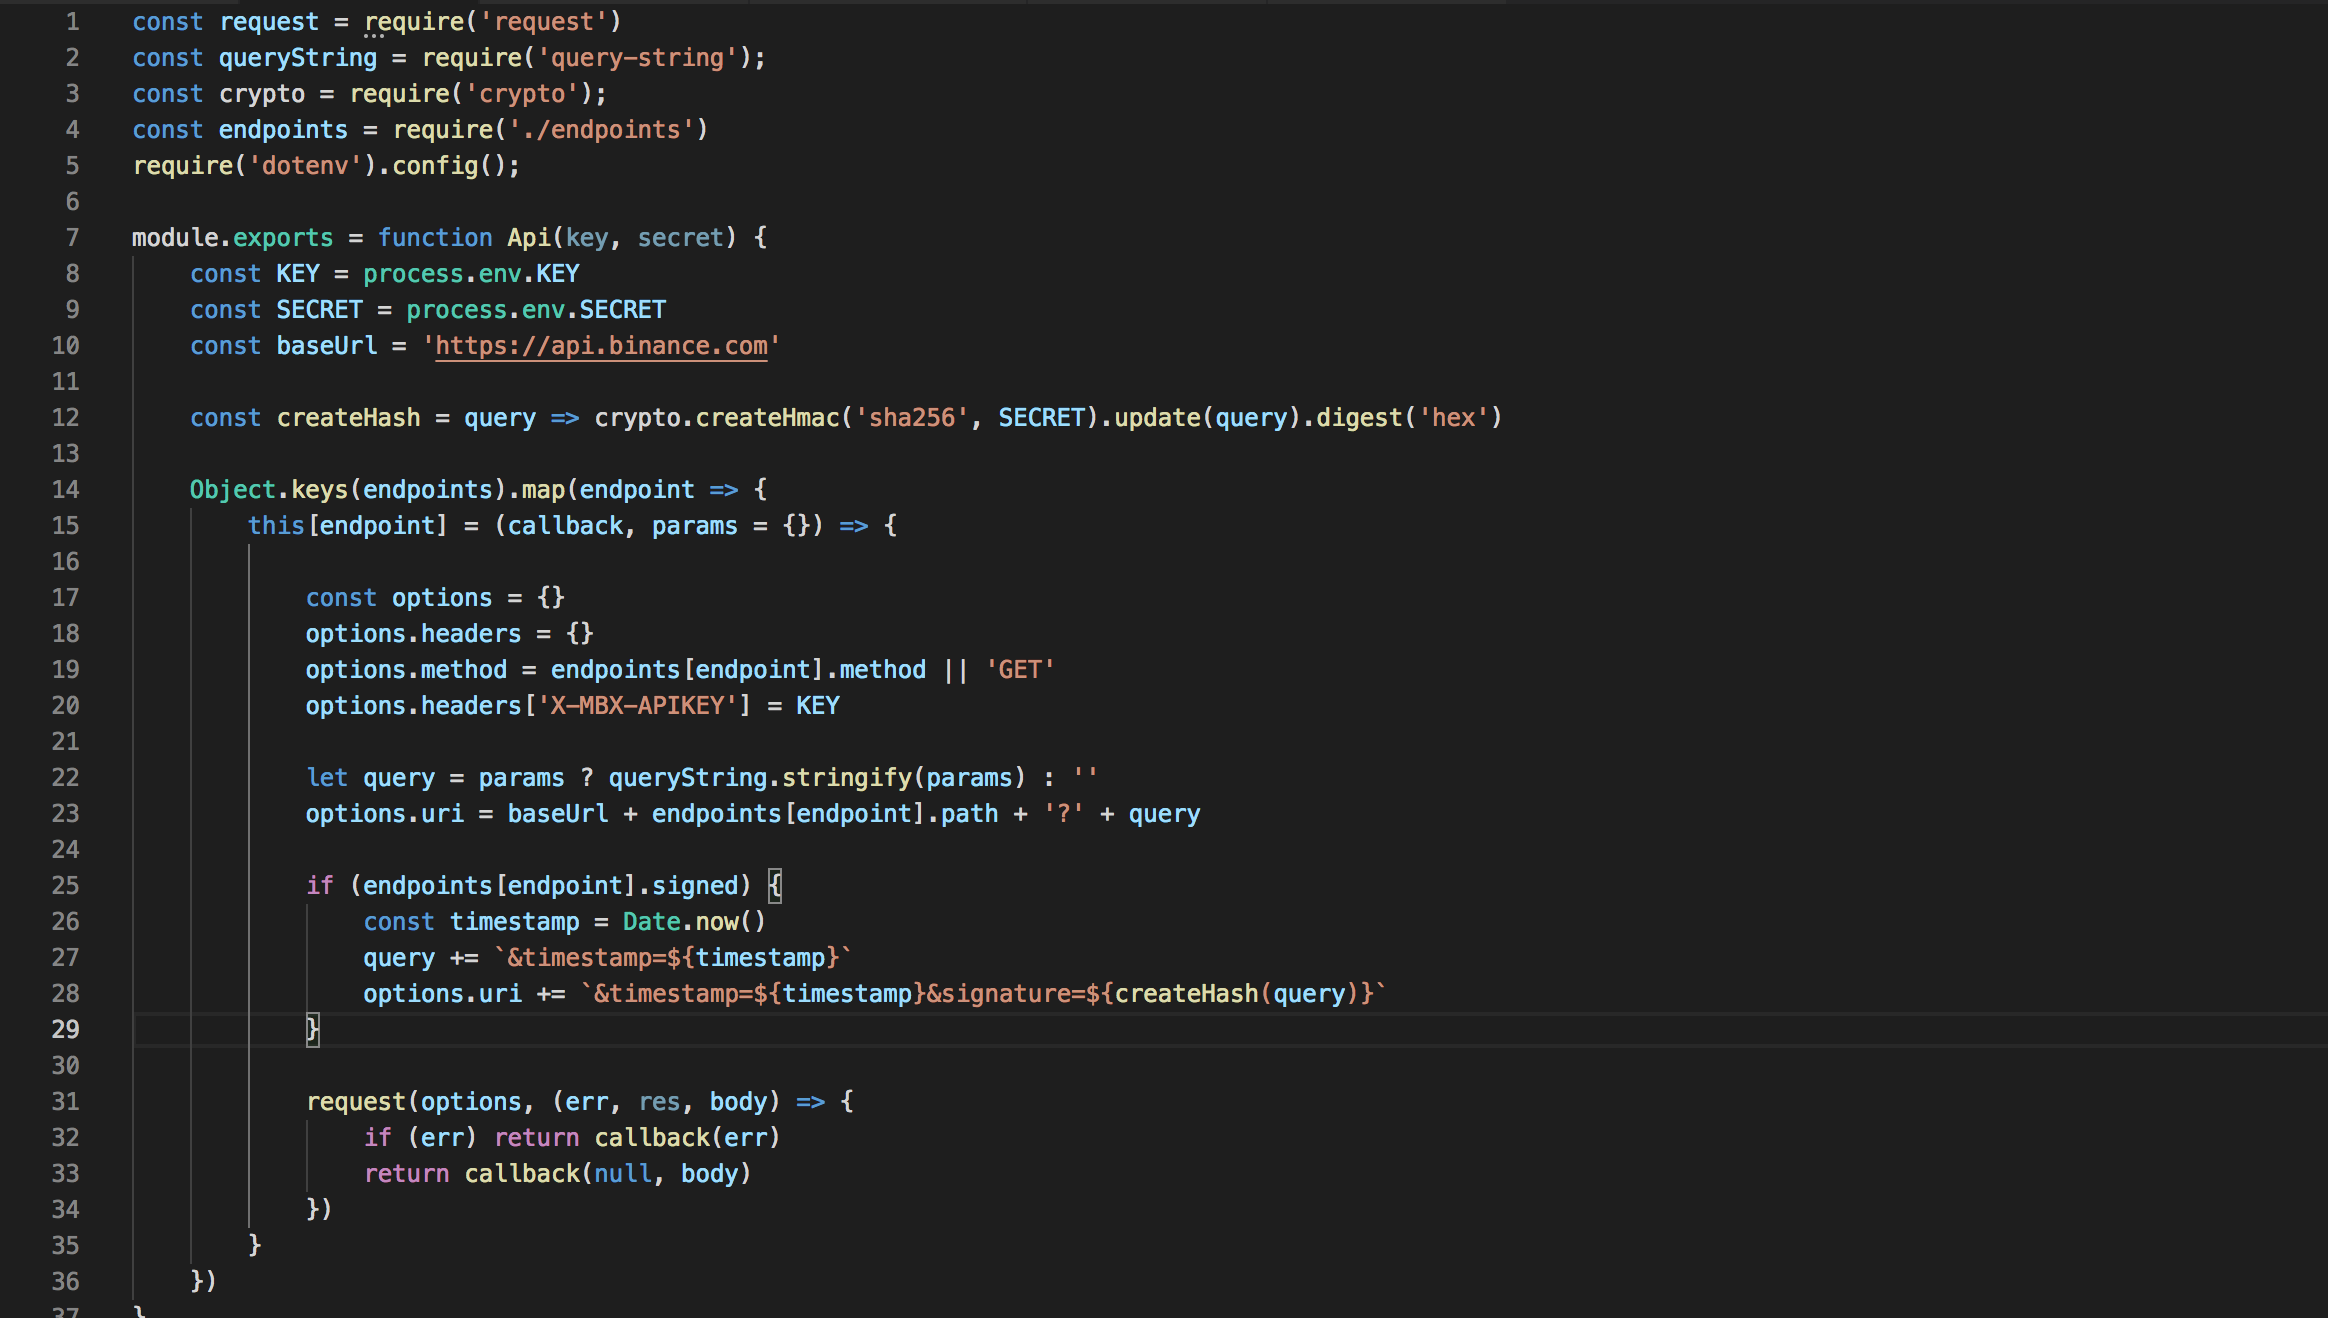 1 const request = require('request')
2 const queryString = require('query-string');
3 const crypto = require('crypto');
4 const endpoints = require('./endpoints')
5 require('dotenv').config();
6
7 module.exports = function Api(key, secret) {
8     const KEY = process.env.KEY
9     const SECRET = process.env.SECRET
10     const baseUrl = 'https://api.binance.com'
11
12     const createHash = query => crypto.createHmac('sha256', SECRET).update(query).digest('hex')
13
14     Object.keys(endpoints).map(endpoint => {
15         this[endpoint] = (callback, params = {}) => {
16
17             const options = {}
18             options.headers = {}
19             options.method = endpoints[endpoint].method || 'GET'
20             options.headers['X-MBX-APIKEY'] = KEY
21
22             let query = params ? queryString.stringify(params) : ''
23             options.uri = baseUrl + endpoints[endpoint].path + '?' + query
24
25             if (endpoints[endpoint].signed) {
26                 const timestamp = Date.now()
27                 query += `&timestamp=${timestamp}`
28                 options.uri += `&timestamp=${timestamp}&signature=${createHash(query)}`
29             }
30
31             request(options, (err, res, body) => {
32                 if (err) return callback(err)
33                 return callback(null, body)
34             })
35         }
36     })
37 }